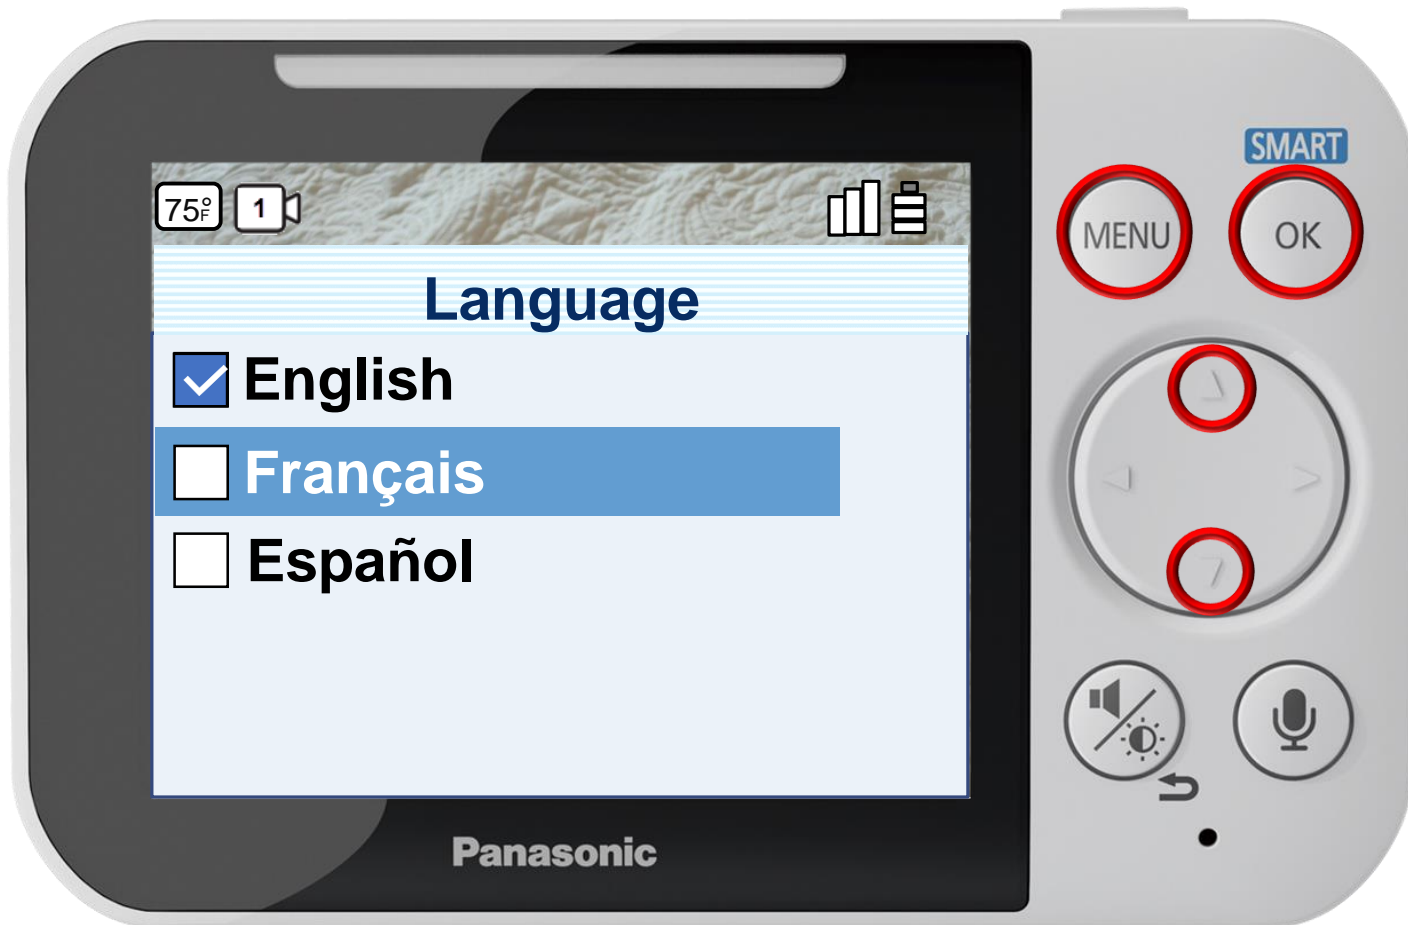 SMART
75°F
1
MENU
OK
Language
English
Français
Español
Panasonic